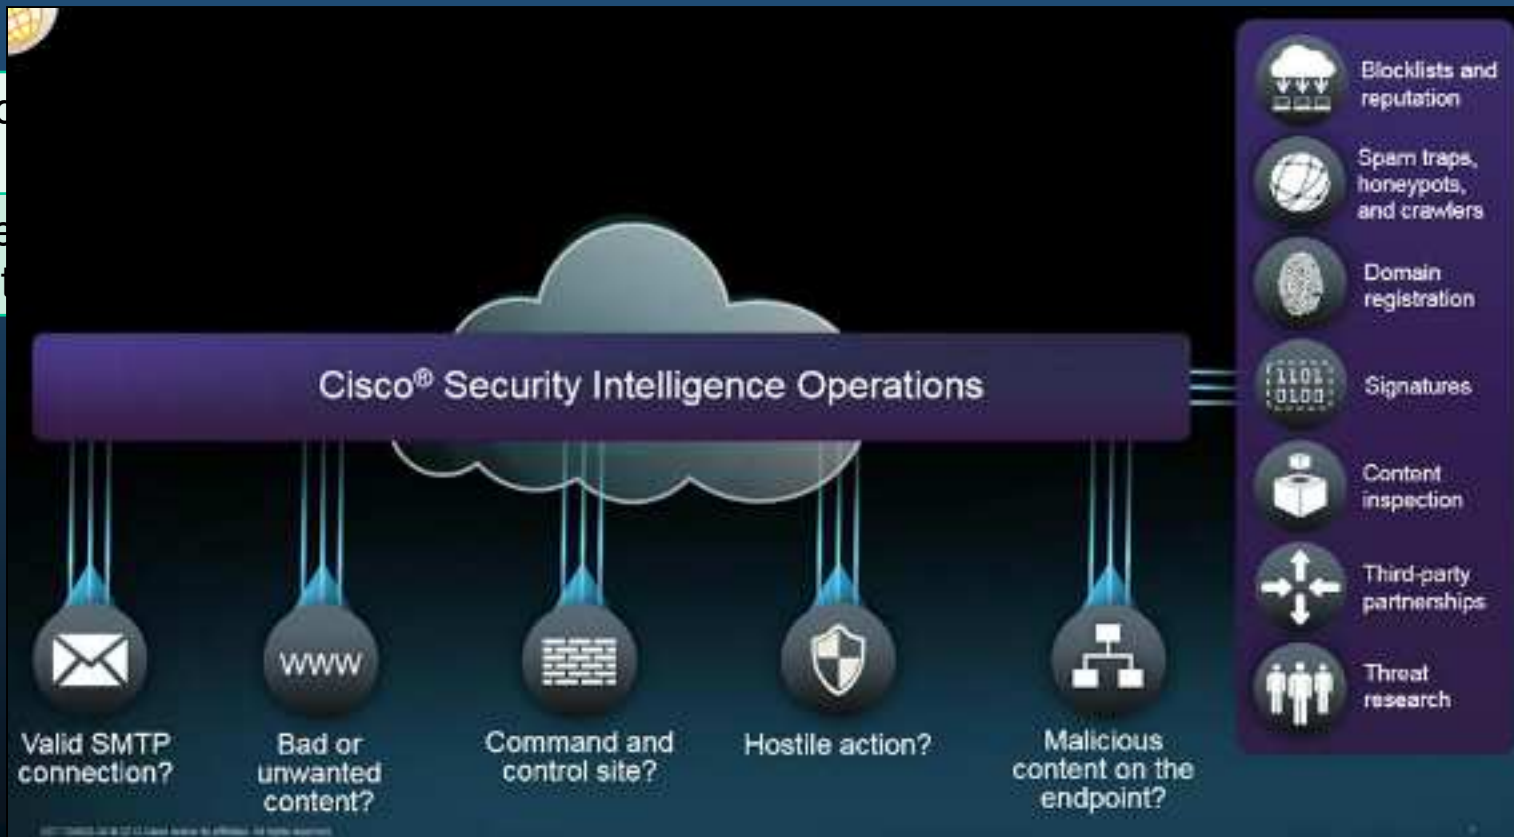 Cisco® Security Intelligence Operations
Valid SMTP
connection?
www
Bad or
unwanted
content?
Command and
control site?
Hostile action?
Malicious
content on the
endpoint?
Blocklists and
reputation
Spam traps,
honeypots,
and crawlers
Domain
registration
1101
0100
Signatures
Content
inspection
Third-party
partnerships
Threat
research